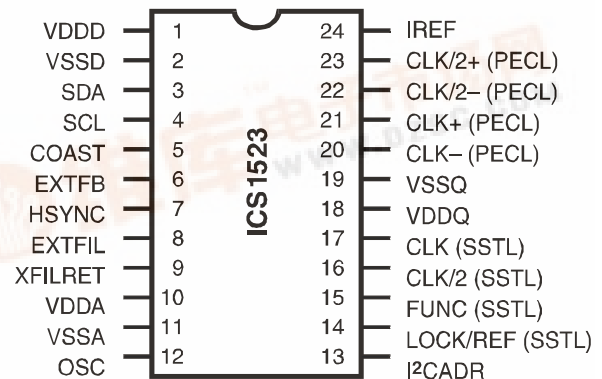 VDDD 1 24 IREF
VSSD 2 23 CLK/2+ (PECL)
SDA 3 22 CLK/2– (PECL)
SCL 4 21 CLK+ (PECL)
COAST 5 20 CLK– (PECL)
EXTFB 6 19 VSSQ
HSYNC 7 18 VDDQ
EXTFIL 8 17 CLK (SSTL)
XFILRET 9 16 CLK/2 (SSTL)
VDDA 10 15 FUNC (SSTL)
VSSA 11 14 LOCK/REF (SSTL)
OSC 12 13 I²CADR
ICS1523